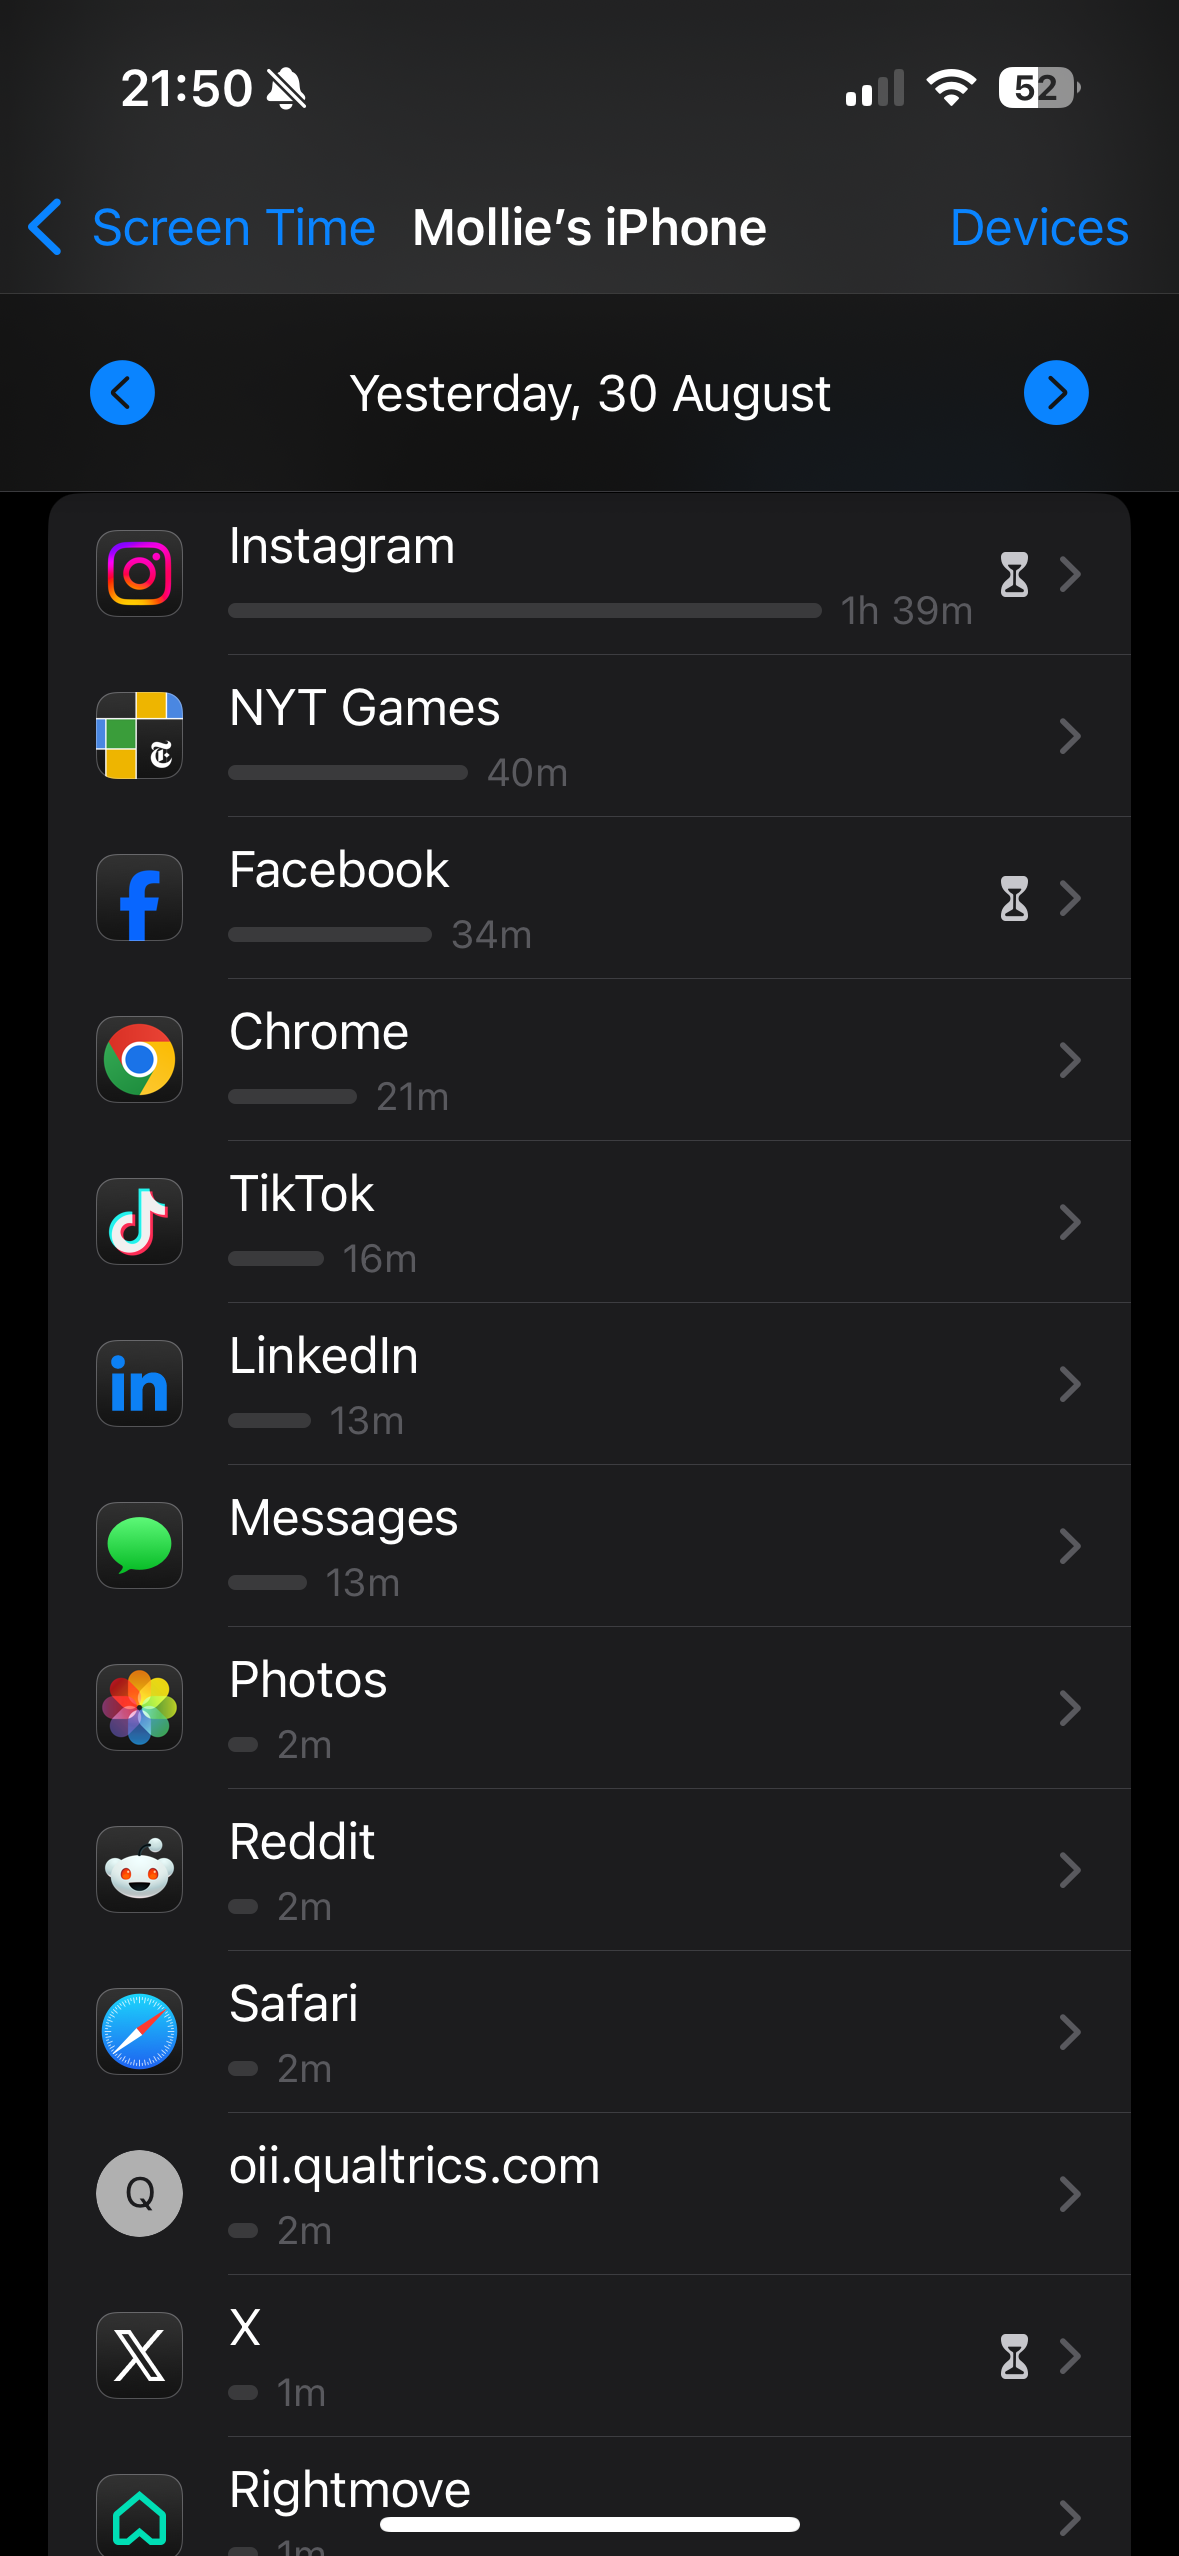 21:50
52
Screen Time Mollie’s iPhone Devices
Yesterday, 30 August
Instagram
1h 39m
NYT Games
40m
Facebook
34m
Chrome
21m
TikTok
16m
LinkedIn
13m
Messages
13m
Photos
2m
Reddit
2m
Safari
2m
Q
oii.qualtrics.com
2m
X
1m
Rightmove
1m